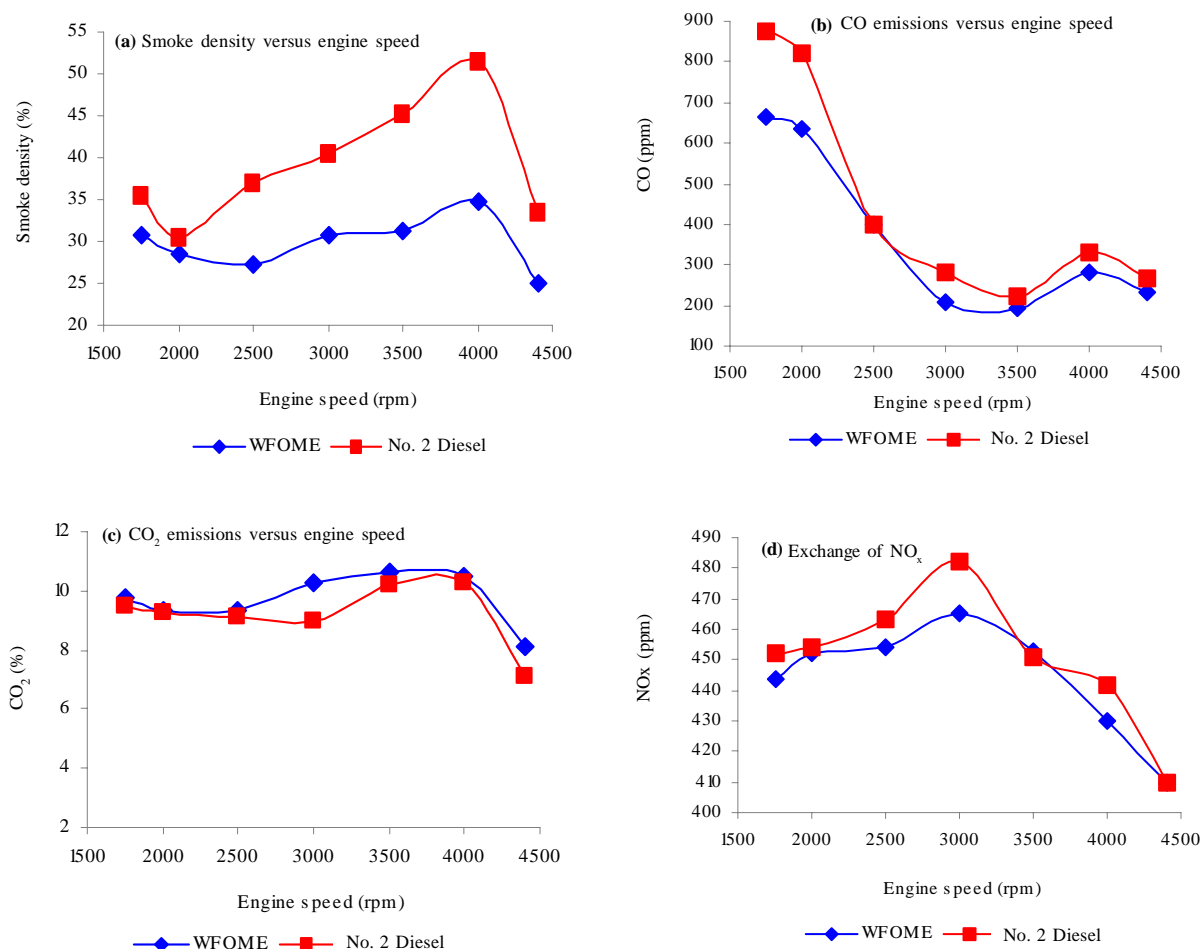 (a) Smoke density versus engine speed
Smoke density (%)
55
50
45
40
35
30
25
20
1500 2000 2500 3000 3500 4000 4500
Engine speed (rpm)
WFOME No. 2 Diesel
(b) CO emissions versus engine speed
CO (ppm)
900
800
700
600
500
400
300
200
100
1500 2000 2500 3000 3500 4000 4500
Engine speed (rpm)
WFOME No. 2 Diesel
(c) CO2 emissions versus engine speed
CO2 (%)
12
10
8
6
4
2
1500 2000 2500 3000 3500 4000 4500
Engine speed (rpm)
WFOME No. 2 Diesel
(d) Exchange of NOx
NOx (ppm)
490
480
470
460
450
440
430
420
410
400
1500 2000 2500 3000 3500 4000 4500
Engine speed (rpm)
WFOME No. 2 Diesel